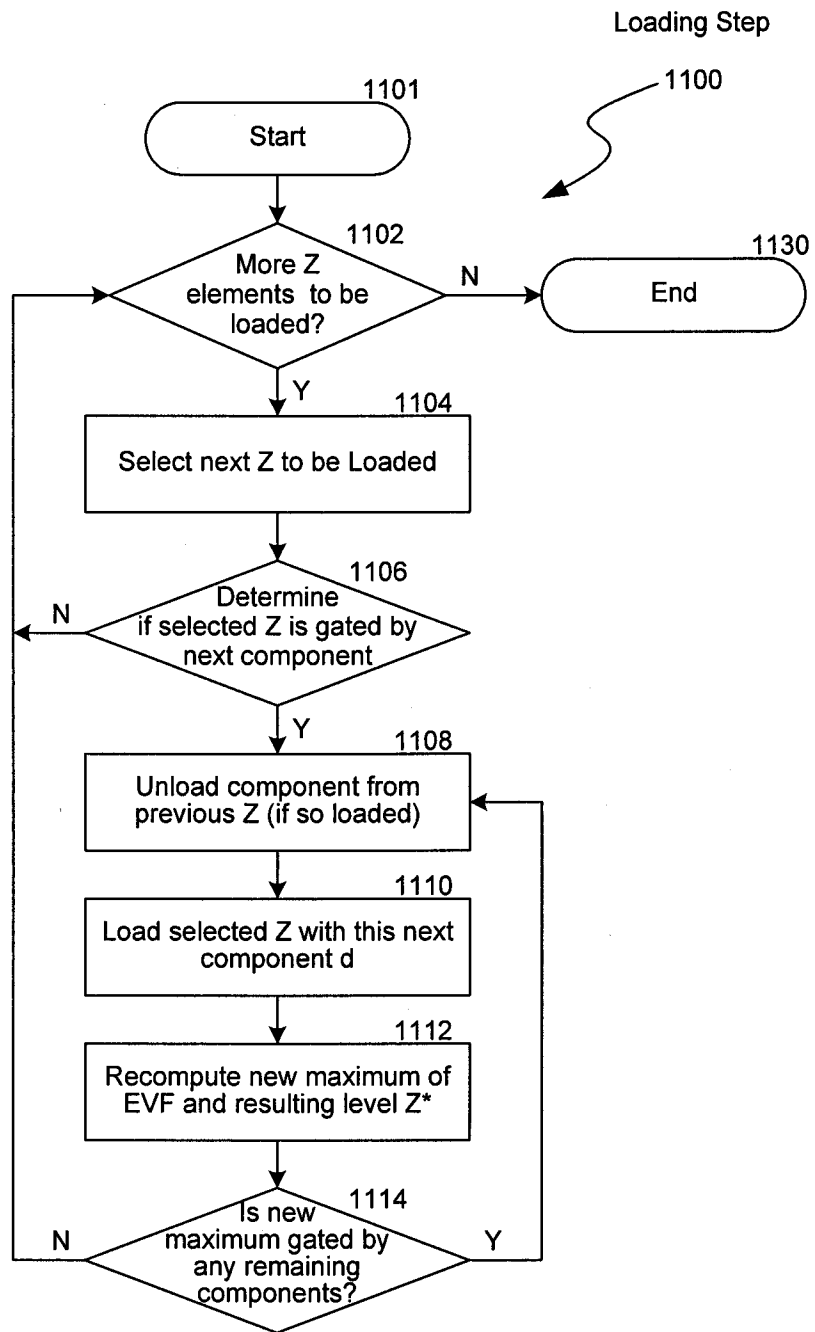 Loading Step
1100
1101
Start
1102
More Z
elements to be
loaded?
N
1130
End
Y
1104
Select next Z to be Loaded
1106
Determine
if selected Z is gated by
next component
N
Y
1108
Unload component from
previous Z (if so loaded)
1110
Load selected Z with this next
component d
1112
Recompute new maximum of
EVF and resulting level Z*
1114
Is new
maximum gated by
any remaining
components?
N
Y